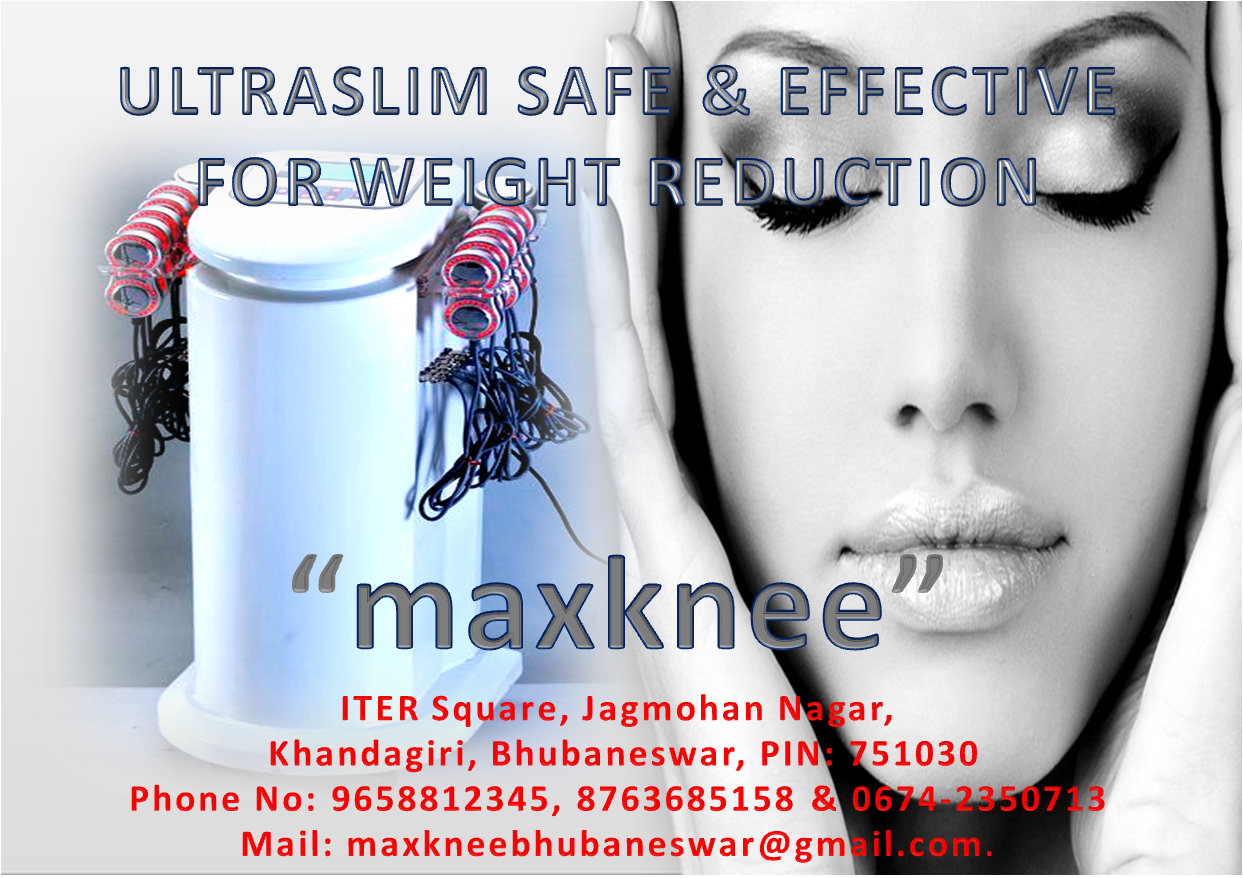 ULTRASLIM SAFE & EFFECTIVE
FOR WEIGHT REDUCTION
“maxknee”
ITER Square, Jagmohan Nagar,
Khandagiri, Bhubaneswar, PIN: 751030
Phone No: 9658812345, 8763685158 & 0674-2350713
Mail: maxkneebhubaneswar@gmail.com.